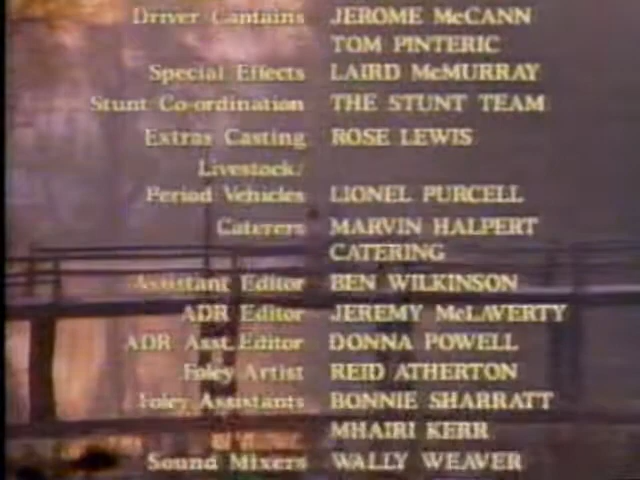 Driver Captains JEROME McCANN
TOM PINTERIC
Special Effects LAIRD McMURRAY
Stunt Co-ordination THE STUNT TEAM
Extras Casting ROSE LEWIS
Livestock/
Period Vehicles LIONEL PURCELL
Caterers MARVIN HALPERT
CATERING
Assistant Editor BEN WILKINSON
ADR Editor JEREMY McLAVERTY
ADR Asst. Editor DONNA POWELL
Foley Artist REID ATHERTON
Foley Assistants BONNIE SHARRATT
MHAIRI KERR
Sound Mixers WALLY WEAVER